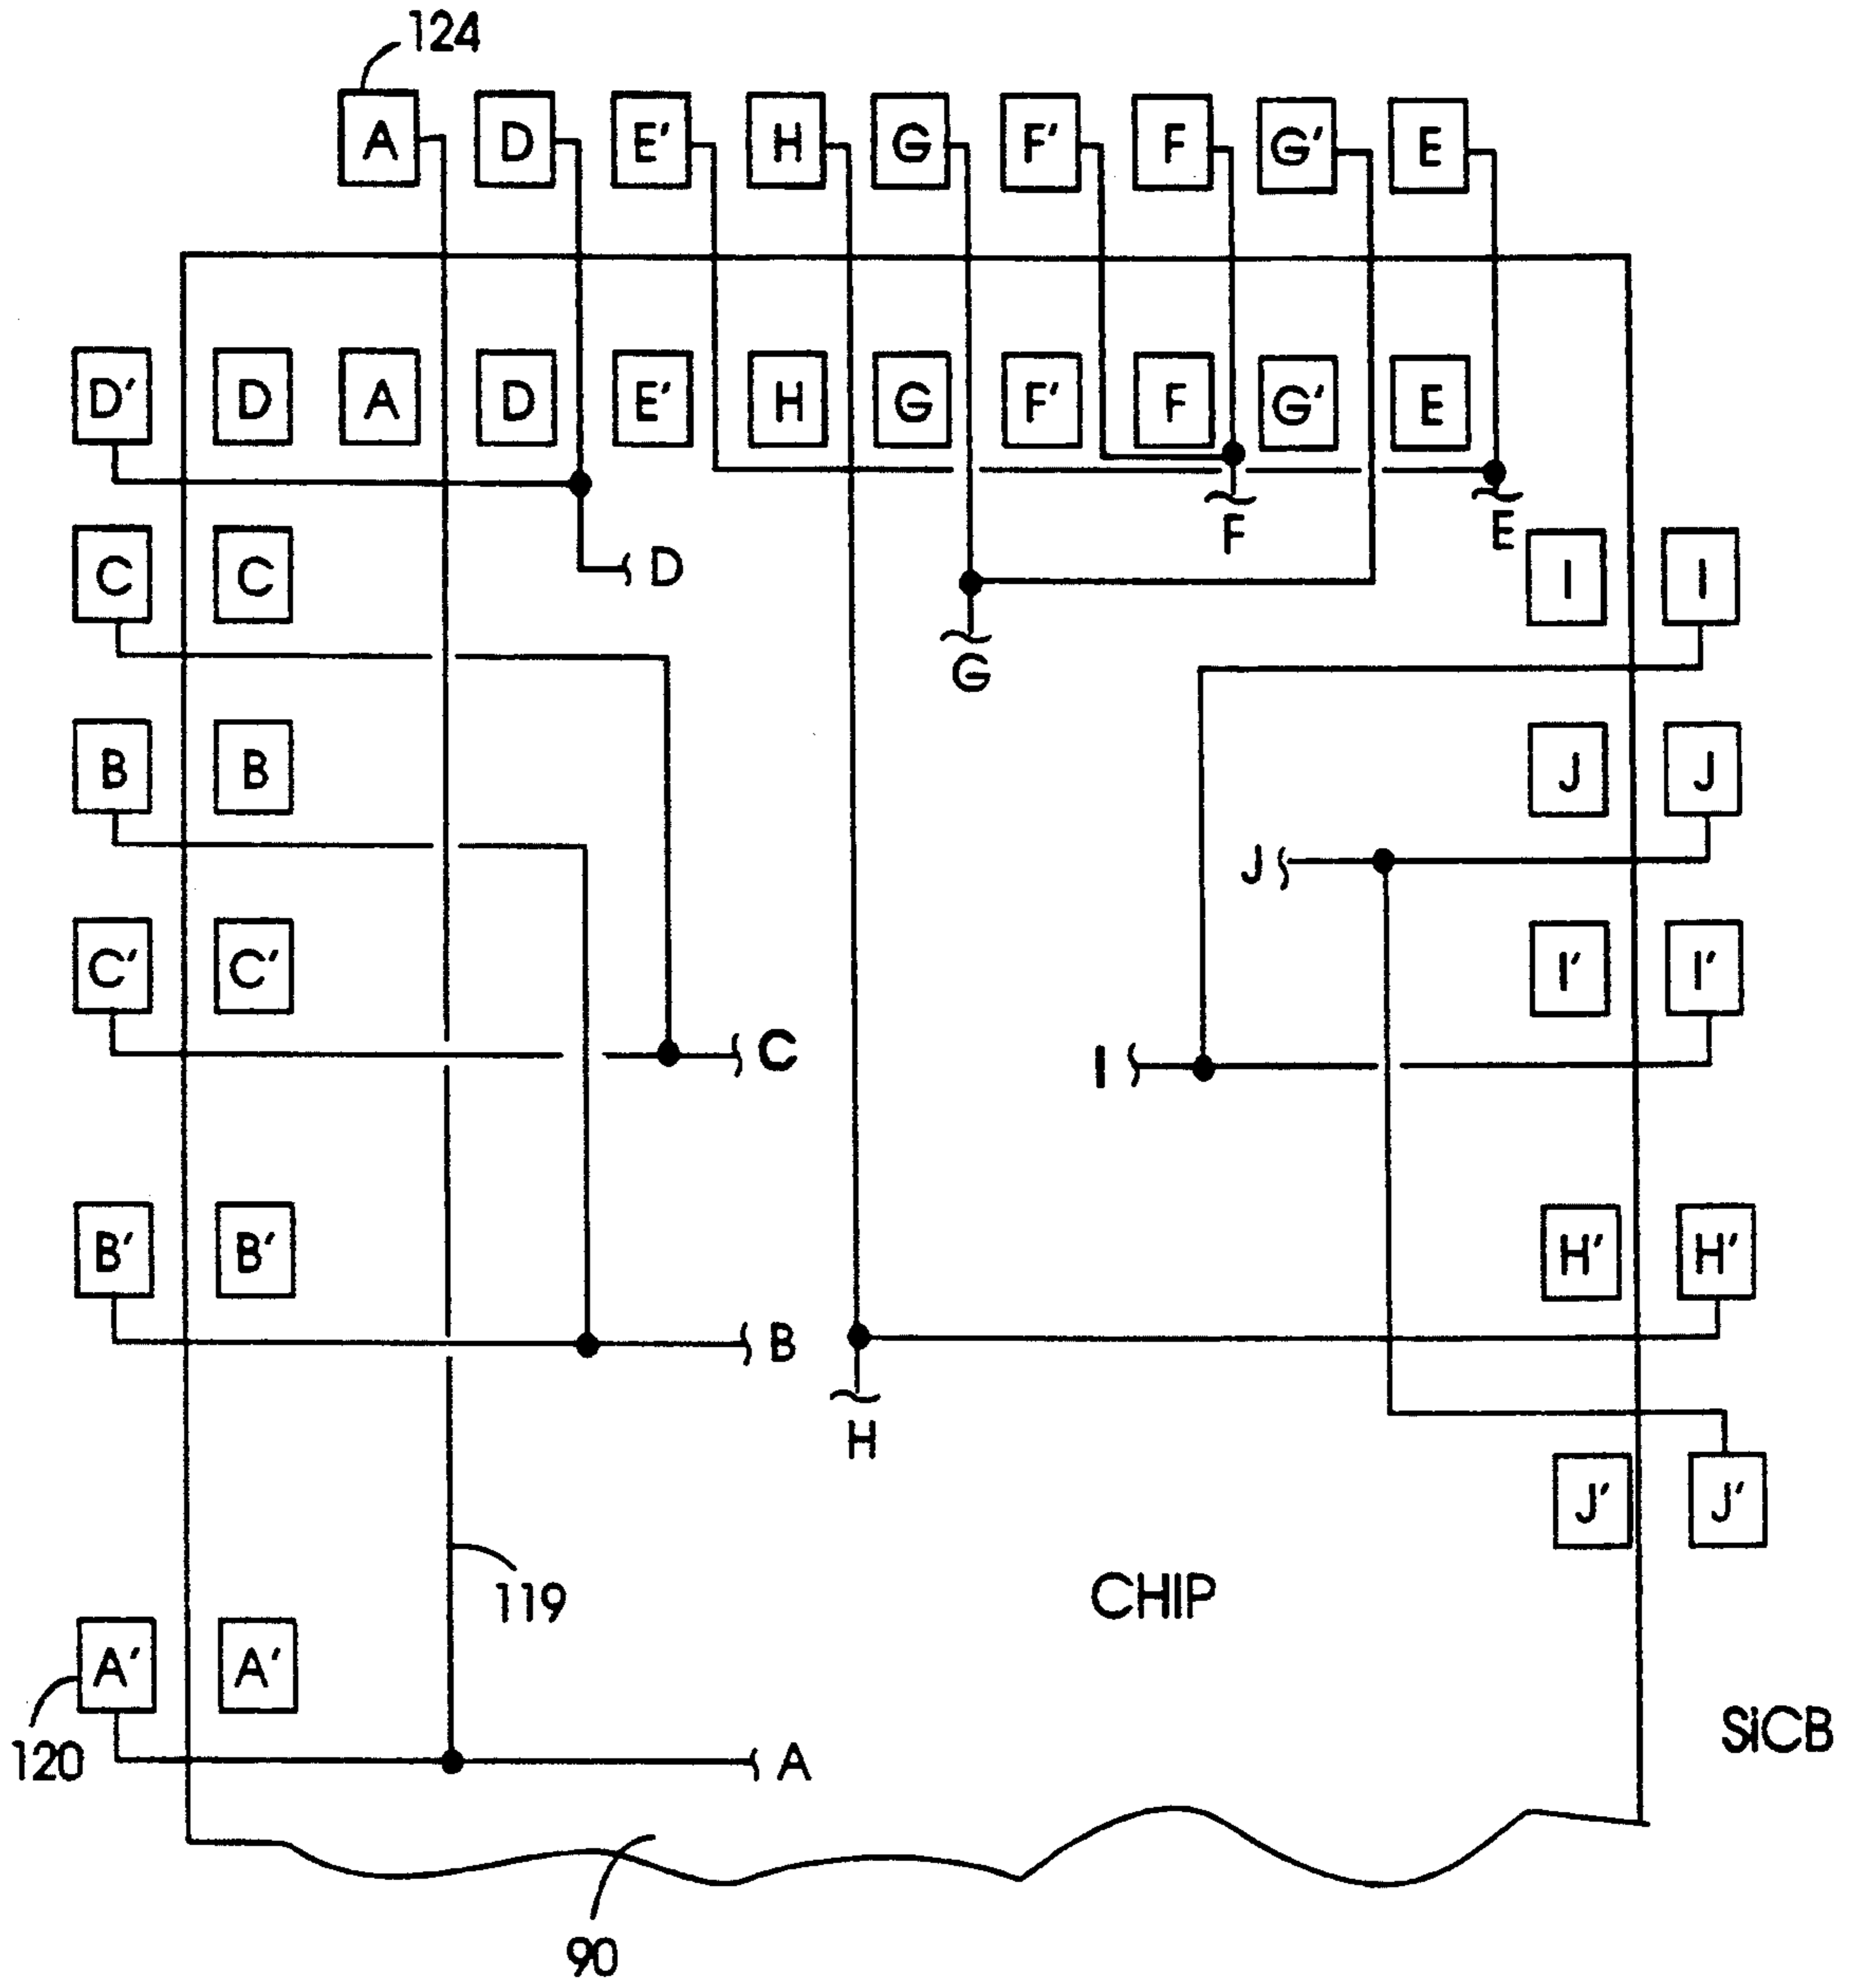 124
A D E' H G F' F G' E
D' D A D E' H G F' F G' E
F E
D
C C I I
G
B B J J
J
C' C' I' I'
C I
B' B' H' H'
B
H
J' J'
119 CHIP
A' A'
SiCB
120 A
90